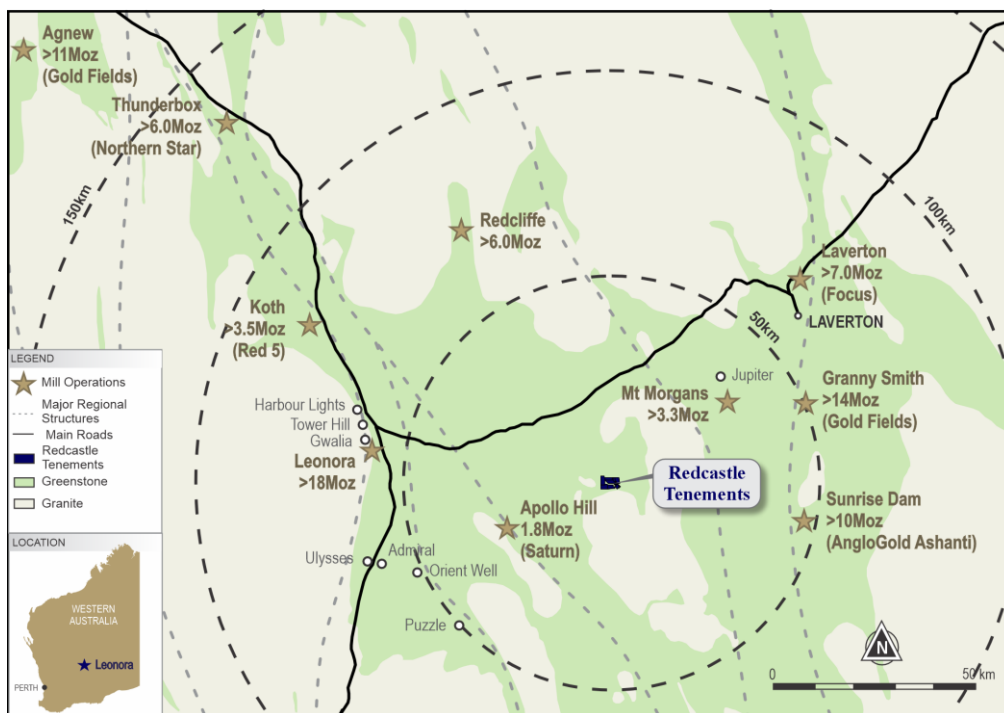 Agnew
>11Moz
(Gold Fields)
Thunderbox
>6.0Moz
(Northern Star)
150km
100km
Redcliffe
>6.0Moz
Laverton
>7.0Moz
(Focus)
LAVERTON
Koth
>3.5Moz
(Red 5)
50km
Jupiter
Mt Morgans
>3.3Moz
Granny Smith
>14Moz
(Gold Fields)
Harbour Lights
Tower Hill
Gwalia
Leonora
>18Moz
Redcastle
Tenements
Apollo Hill
1.8Moz
(Saturn)
Sunrise Dam
>10Moz
(AngloGold Ashanti)
Ulysses
Admiral
Orient Well
Puzzle
LEGEND
Mill Operations
Major Regional
Structures
Main Roads
Redcastle
Tenements
Greenstone
Granite
LOCATION
WESTERN
AUSTRALIA
Leonora
PERTH
N
0
50 km